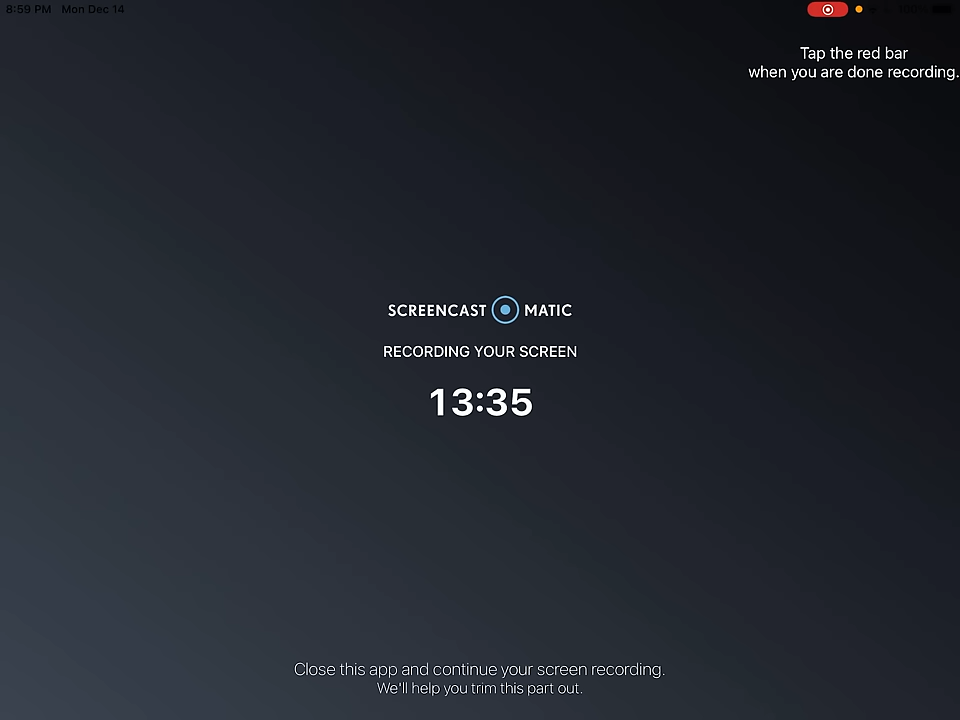 8:59 PM Mon Dec 14
100%
Tap the red bar
when you are done recording.
SCREENCAST MATIC
RECORDING YOUR SCREEN
13:35
Close this app and continue your screen recording.
We'll help you trim this part out.